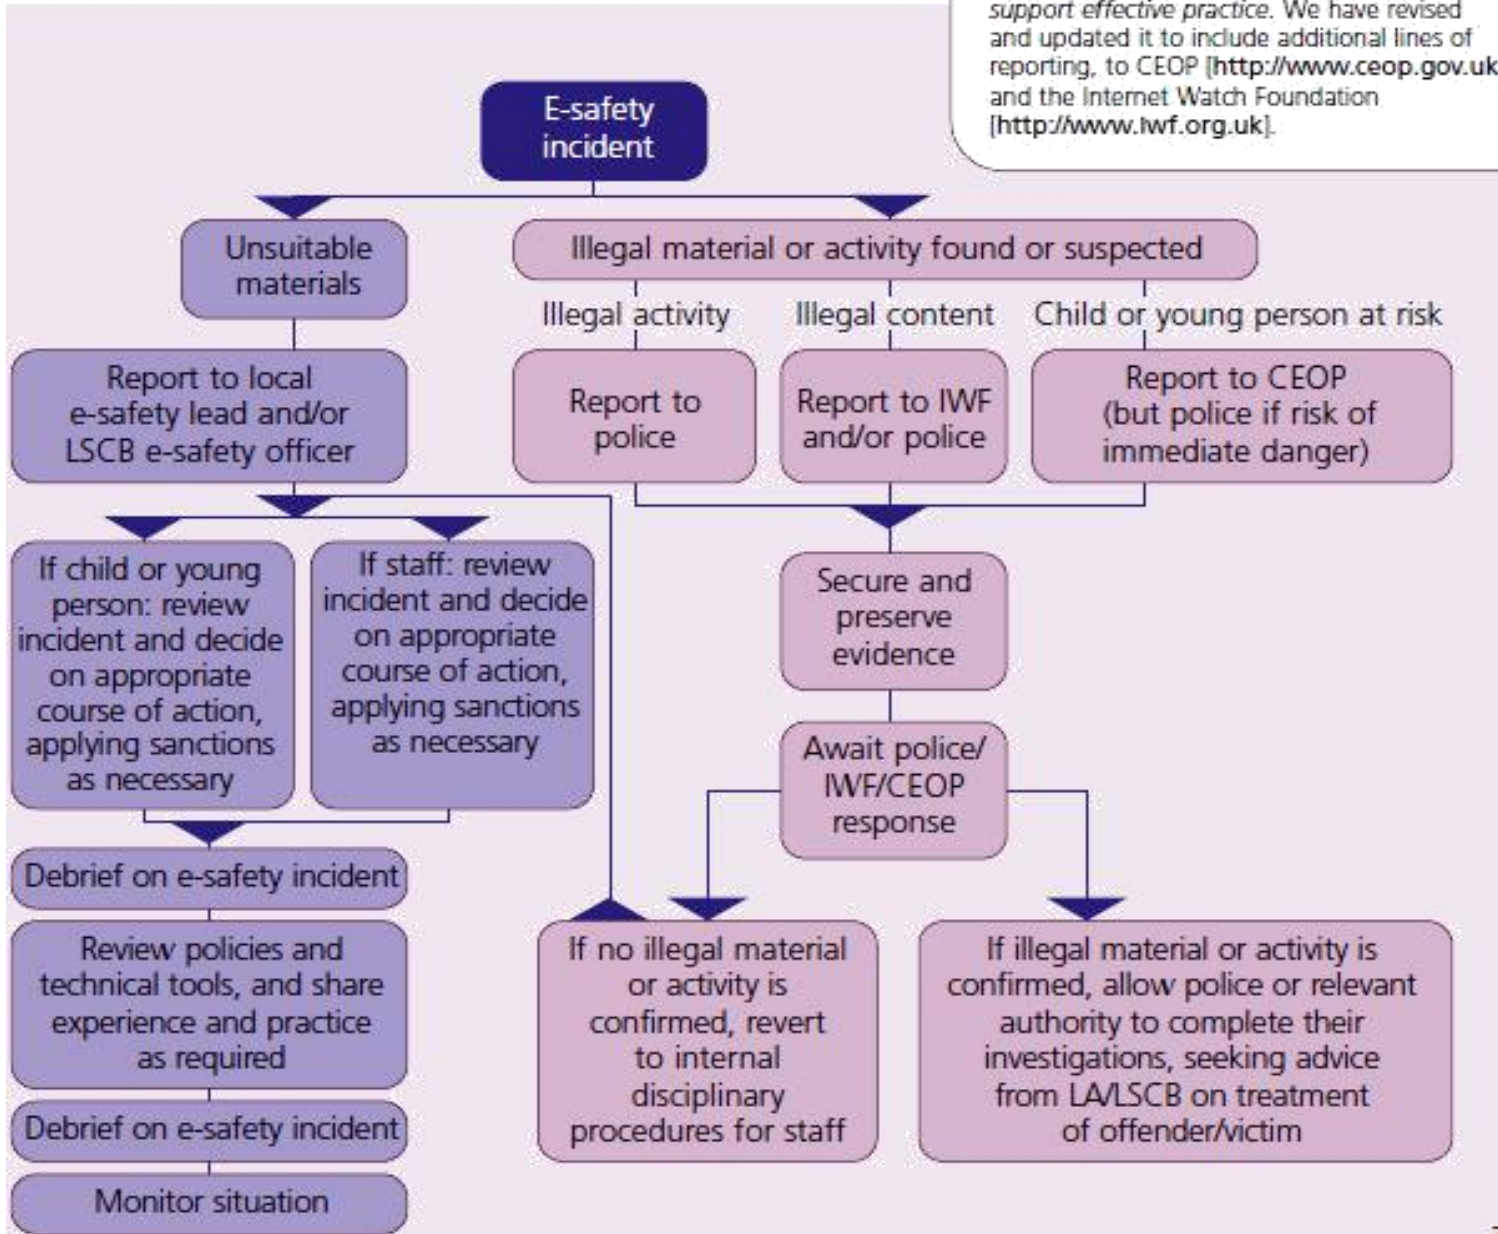 support effective practice. We have revised
and updated it to include additional lines of
reporting, to CEOP [http://www.ceop.gov.uk
and the Internet Watch Foundation
[http://www.iwf.org.uk].
E-safety
incident
Unsuitable
materials
Illegal material or activity found or suspected
Illegal activity
Illegal content
Child or young person at risk
Report to local
e-safety lead and/or
LSCB e-safety officer
Report to
police
Report to IWF
and/or police
Report to CEOP
(but police if risk of
immediate danger)
If child or young
person: review
incident and decide
on appropriate
course of action,
applying sanctions
as necessary
If staff: review
incident and decide
on appropriate
course of action,
applying sanctions
as necessary
Secure and
preserve
evidence
Await police/
IWF/CEOP
response
Debrief on e-safety incident
Review policies and
technical tools, and share
experience and practice
as required
Debrief on e-safety incident
Monitor situation
If no illegal material
or activity is
confirmed, revert
to internal
disciplinary
procedures for staff
If illegal material or activity is
confirmed, allow police or relevant
authority to complete their
investigations, seeking advice
from LA/LSCB on treatment
of offender/victim